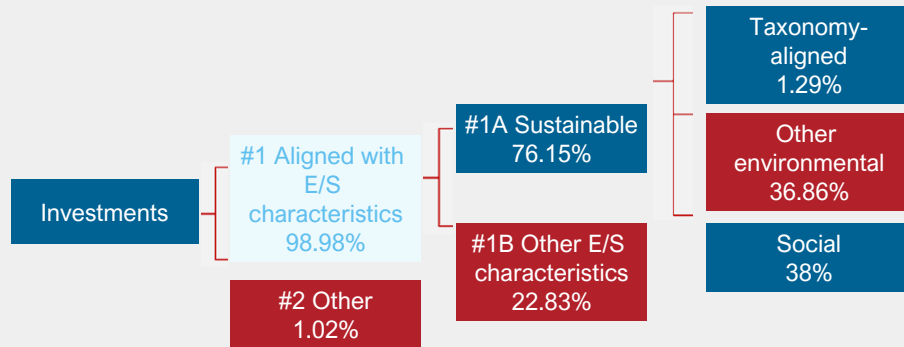 Investments
#1 Aligned with
E/S
characteristics
98.98%
#2 Other
1.02%
#1A Sustainable
76.15%
#1B Other E/S
characteristics
22.83%
Taxonomy-
aligned
1.29%
Other
environmental
36.86%
Social
38%